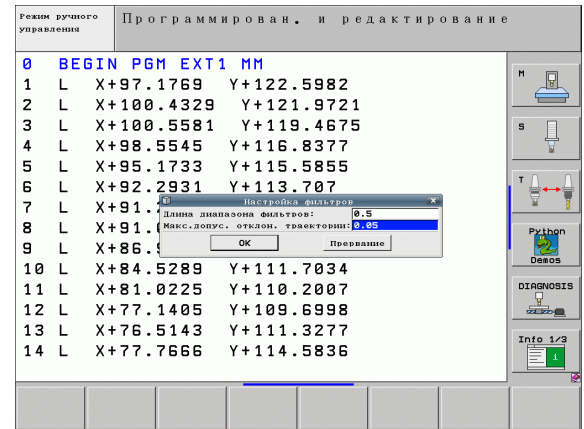 Режим ручного
управления
Программирован. и редактирование
0 BEGIN PGM EXT1 MM
1 L X+97.1769 Y+122.5982
2 L X+100.4329 Y+121.9721
3 L X+100.5581 Y+119.4675
4 L X+98.5545 Y+116.8377
5 L X+95.1733 Y+115.5855
6 L X+92.2931 Y+113.707
7 L X+91.
8 L X+91.
9 L X+86.
10 L X+84.5289 Y+111.7034
11 L X+81.0225 Y+110.2007
12 L X+77.1405 Y+109.6998
13 L X+76.5143 Y+111.3277
14 L X+77.7666 Y+114.5836
Настройка фильтров
Длина диапазона фильтров: 0.5
Макс.допус. отклон. траектории: 0.05
ОК Прервание
M
S
T
Python
Demos
DIAGNOSIS
Info 1/3
i